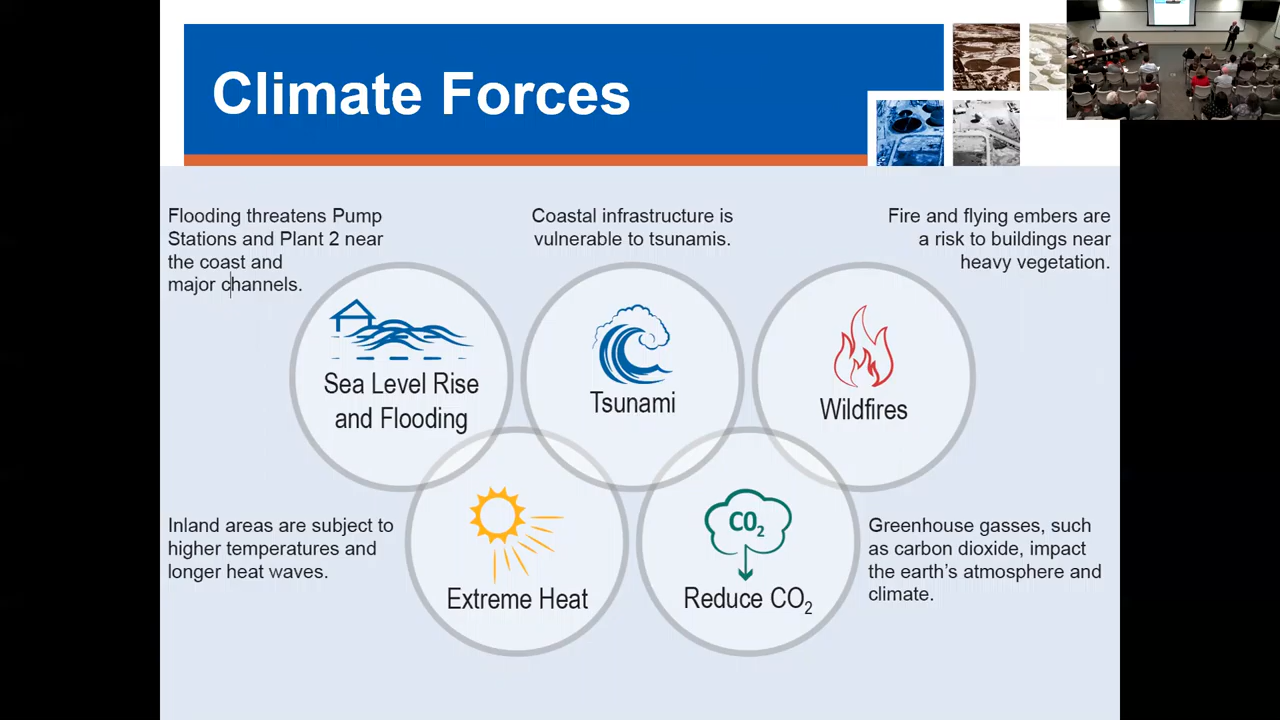 Climate Forces
Flooding threatens Pump
Stations and Plant 2 near
the coast and
major channels.
Coastal infrastructure is
vulnerable to tsunamis.
Fire and flying embers are
a risk to buildings near
heavy vegetation.
Sea Level Rise
and Flooding
Tsunami
Wildfires
Inland areas are subject to
higher temperatures and
longer heat waves.
Extreme Heat
CO₂
Reduce CO₂
Greenhouse gasses, such
as carbon dioxide, impact
the earth's atmosphere and
climate.